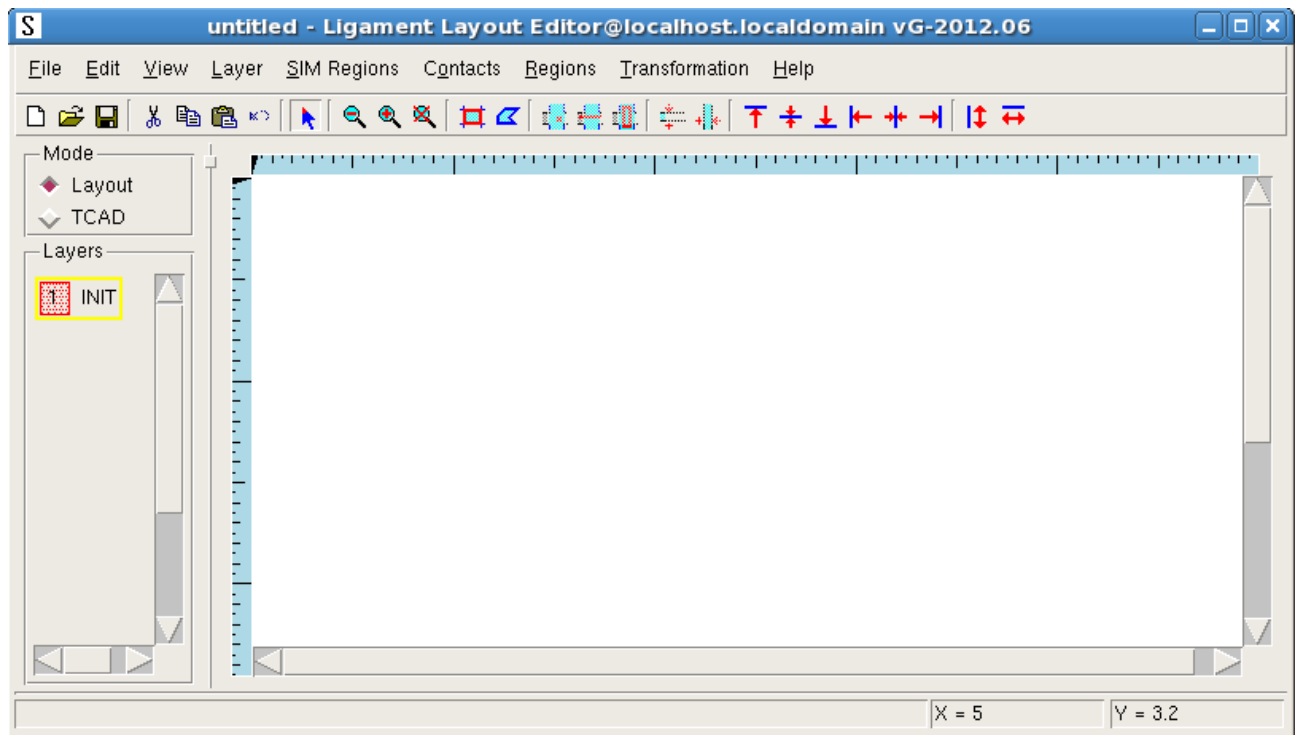 S untitled - Ligament Layout Editor@localhost.localdomain vG-2012.06
File Edit View Layer SIM Regions Contacts Regions Transformation Help
Mode
Layout
TCAD
Layers
1 INIT
X = 5 Y = 3.2